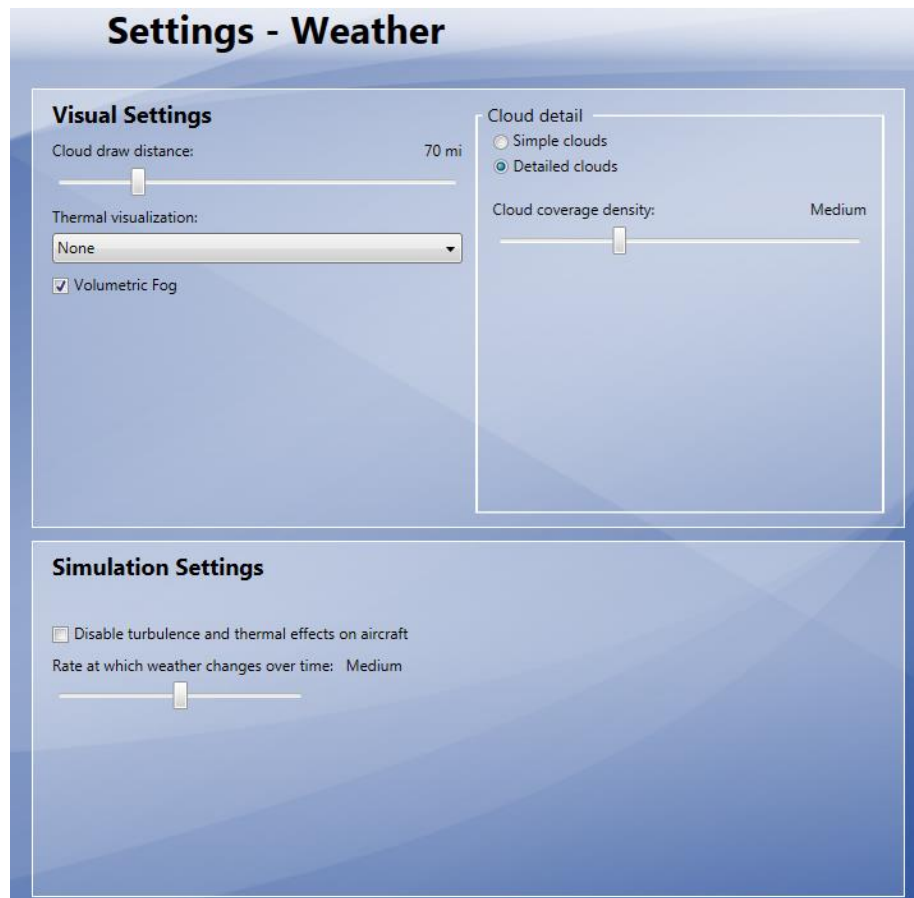 Settings - Weather
Visual Settings
Cloud draw distance: 70 mi
Thermal visualization:
None
Volumetric Fog
Cloud detail
Simple clouds
Detailed clouds
Cloud coverage density: Medium
Simulation Settings
Disable turbulence and thermal effects on aircraft
Rate at which weather changes over time: Medium